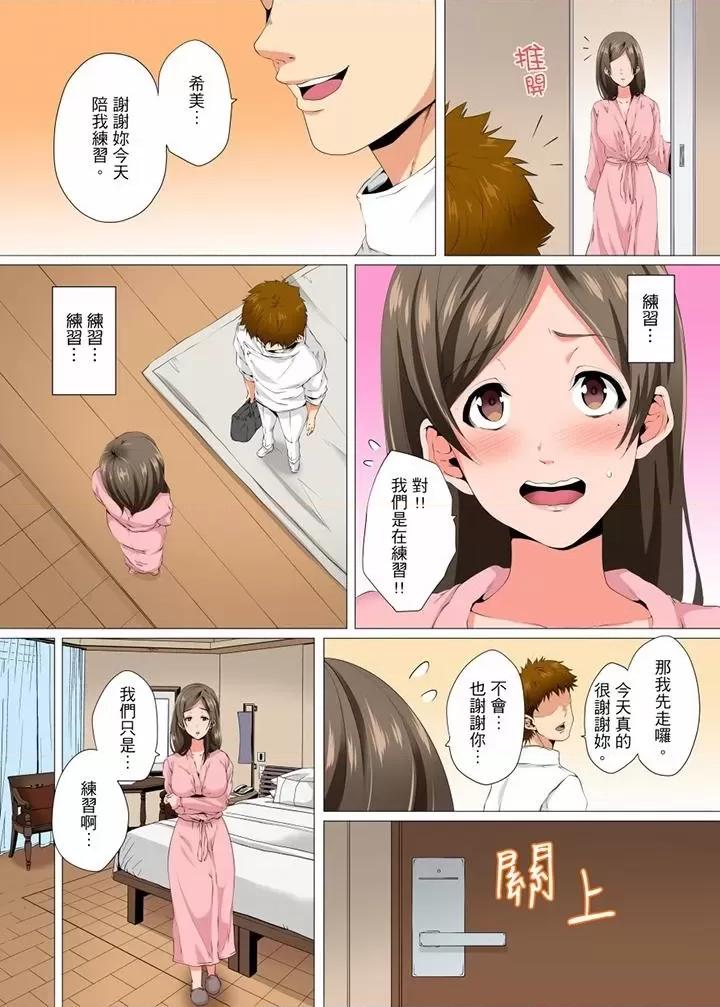 推開
希美…
謝謝妳今天
陪我練習。
練習…
對!!
我們是在練習!!
練習…
練習…
那我先走囉。
今天真的
很謝謝妳。
不會…
也謝謝你…
關上
我們只是…
練習啊…